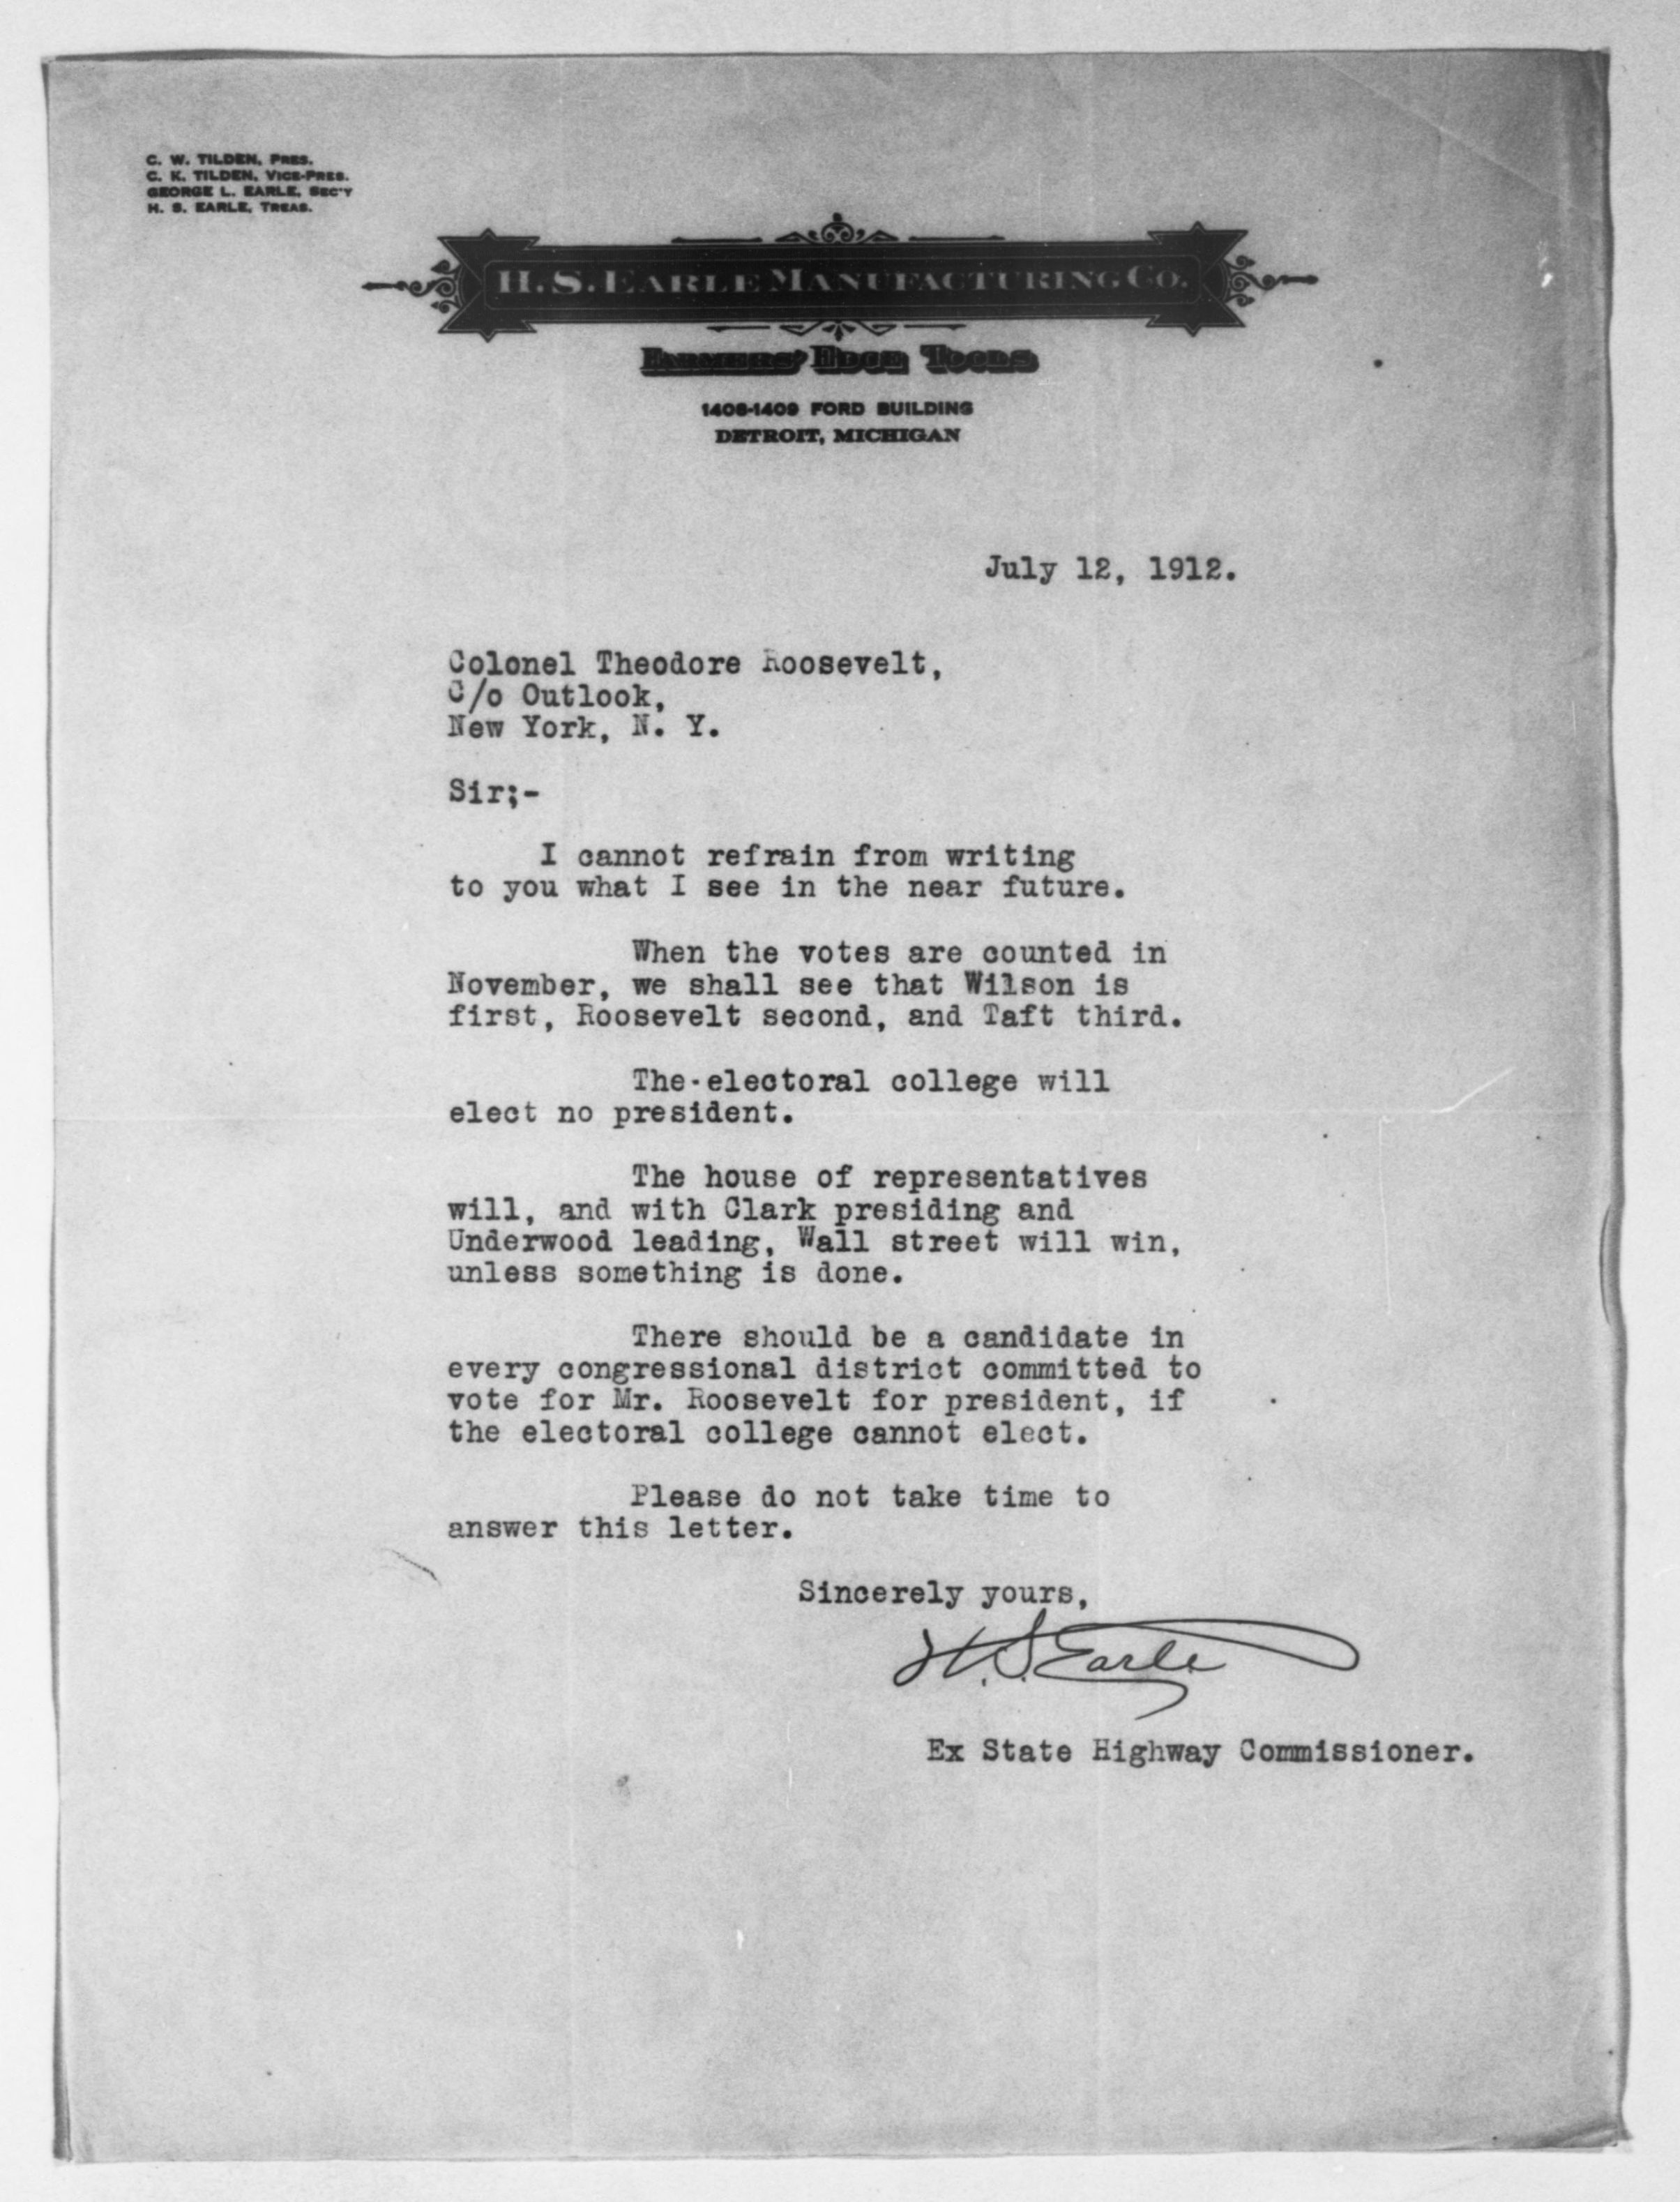 C. W. TILDEN, PRES.
C. K. TILDEN, VICE-PRES.
GEORGE L. EARLE, SEC'Y
H. S. EARLE, TREAS.
H. S. EARLE MANUFACTURING CO.
FARMERS' EDGE TOOLS
1408-1409 FORD BUILDING
DETROIT, MICHIGAN
July 12, 1912.
Colonel Theodore Roosevelt,
C/o Outlook,
New York, N. Y.
Sir;-
I cannot refrain from writing
to you what I see in the near future.
When the votes are counted in
November, we shall see that Wilson is
first, Roosevelt second, and Taft third.
The electoral college will
elect no president.
The house of representatives
will, and with Clark presiding and
Underwood leading, Wall street will win,
unless something is done.
There should be a candidate in
every congressional district committed to
vote for Mr. Roosevelt for president, if
the electoral college cannot elect.
Please do not take time to
answer this letter.
Sincerely yours,
H. S. Earle
Ex State Highway Commissioner.